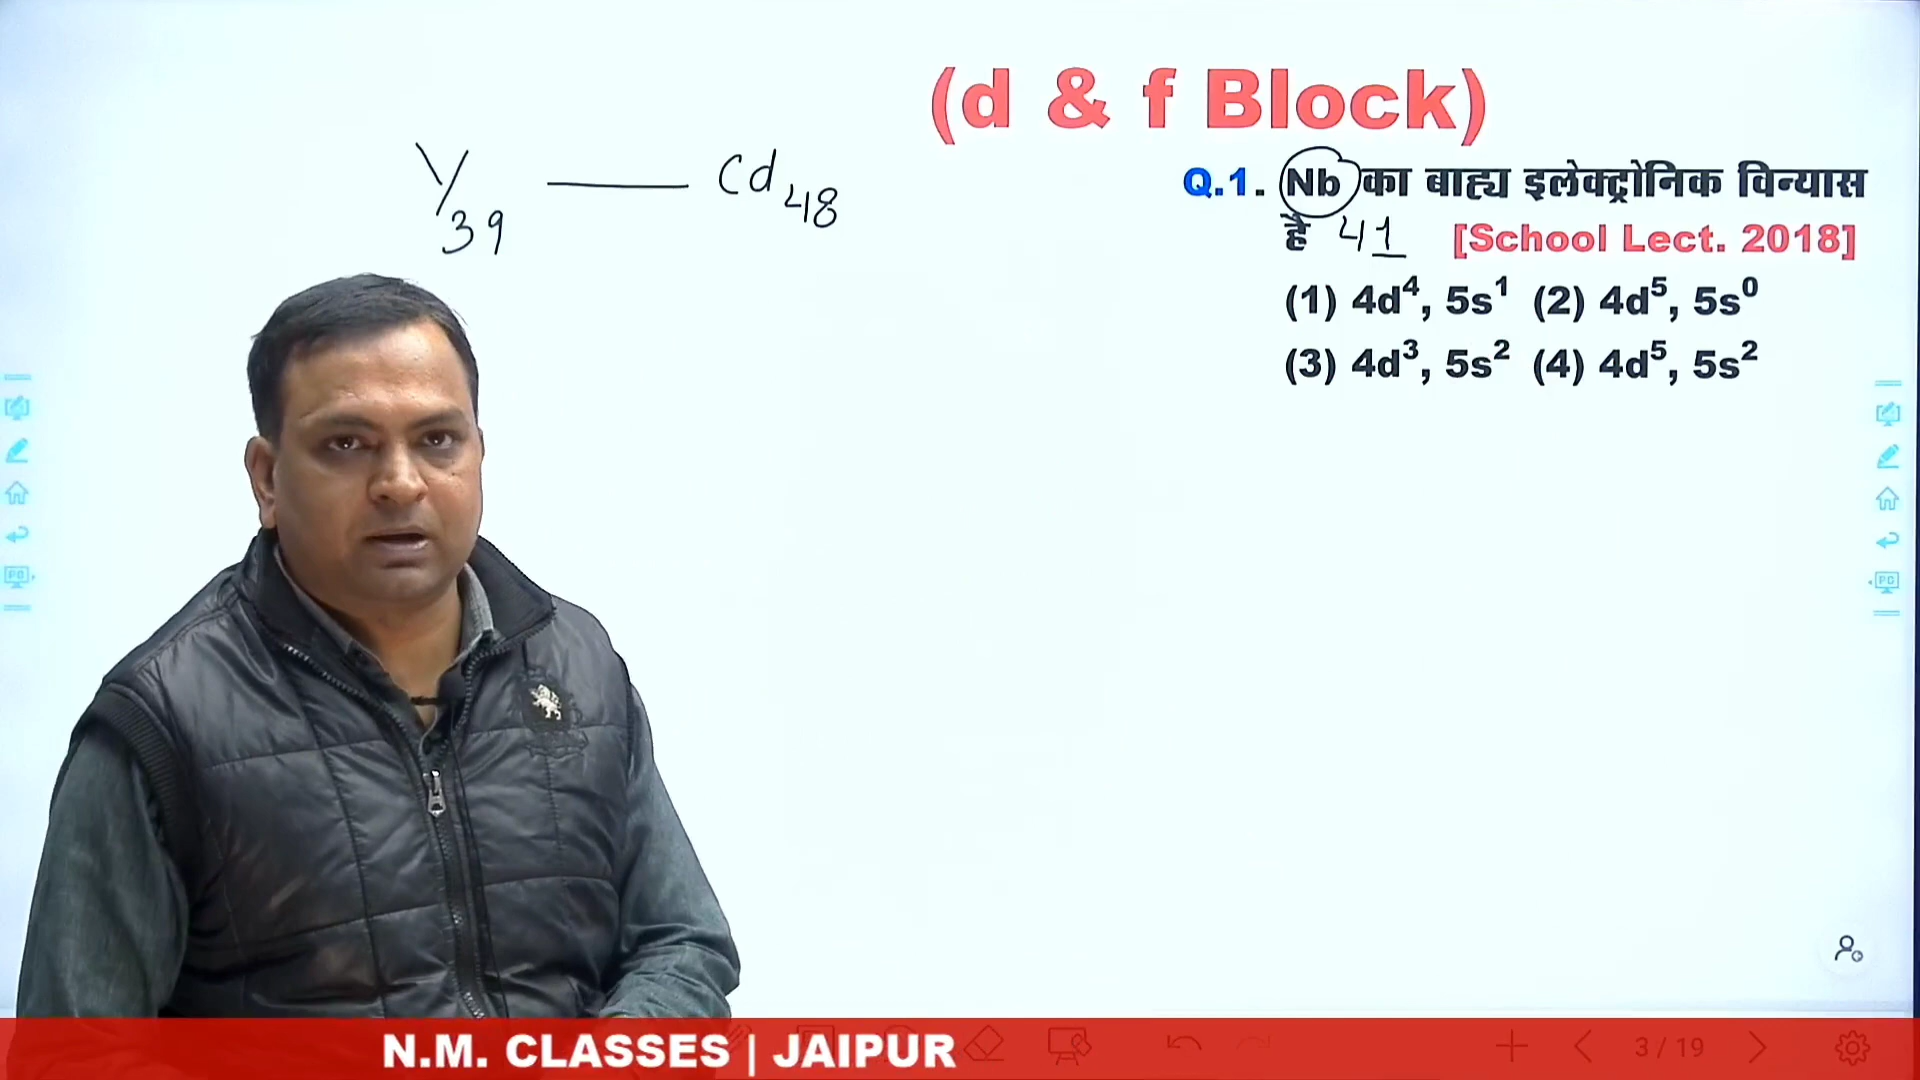 (d & f Block)
Y39 —— Cd48
Q.1. Nb का बाह्य इलेक्ट्रोनिक विन्यास
है 41 [School Lect. 2018]
(1) 4d⁴, 5s¹ (2) 4d⁵, 5s⁰
(3) 4d³, 5s² (4) 4d⁵, 5s²
N.M. CLASSES | JAIPUR
3 / 19